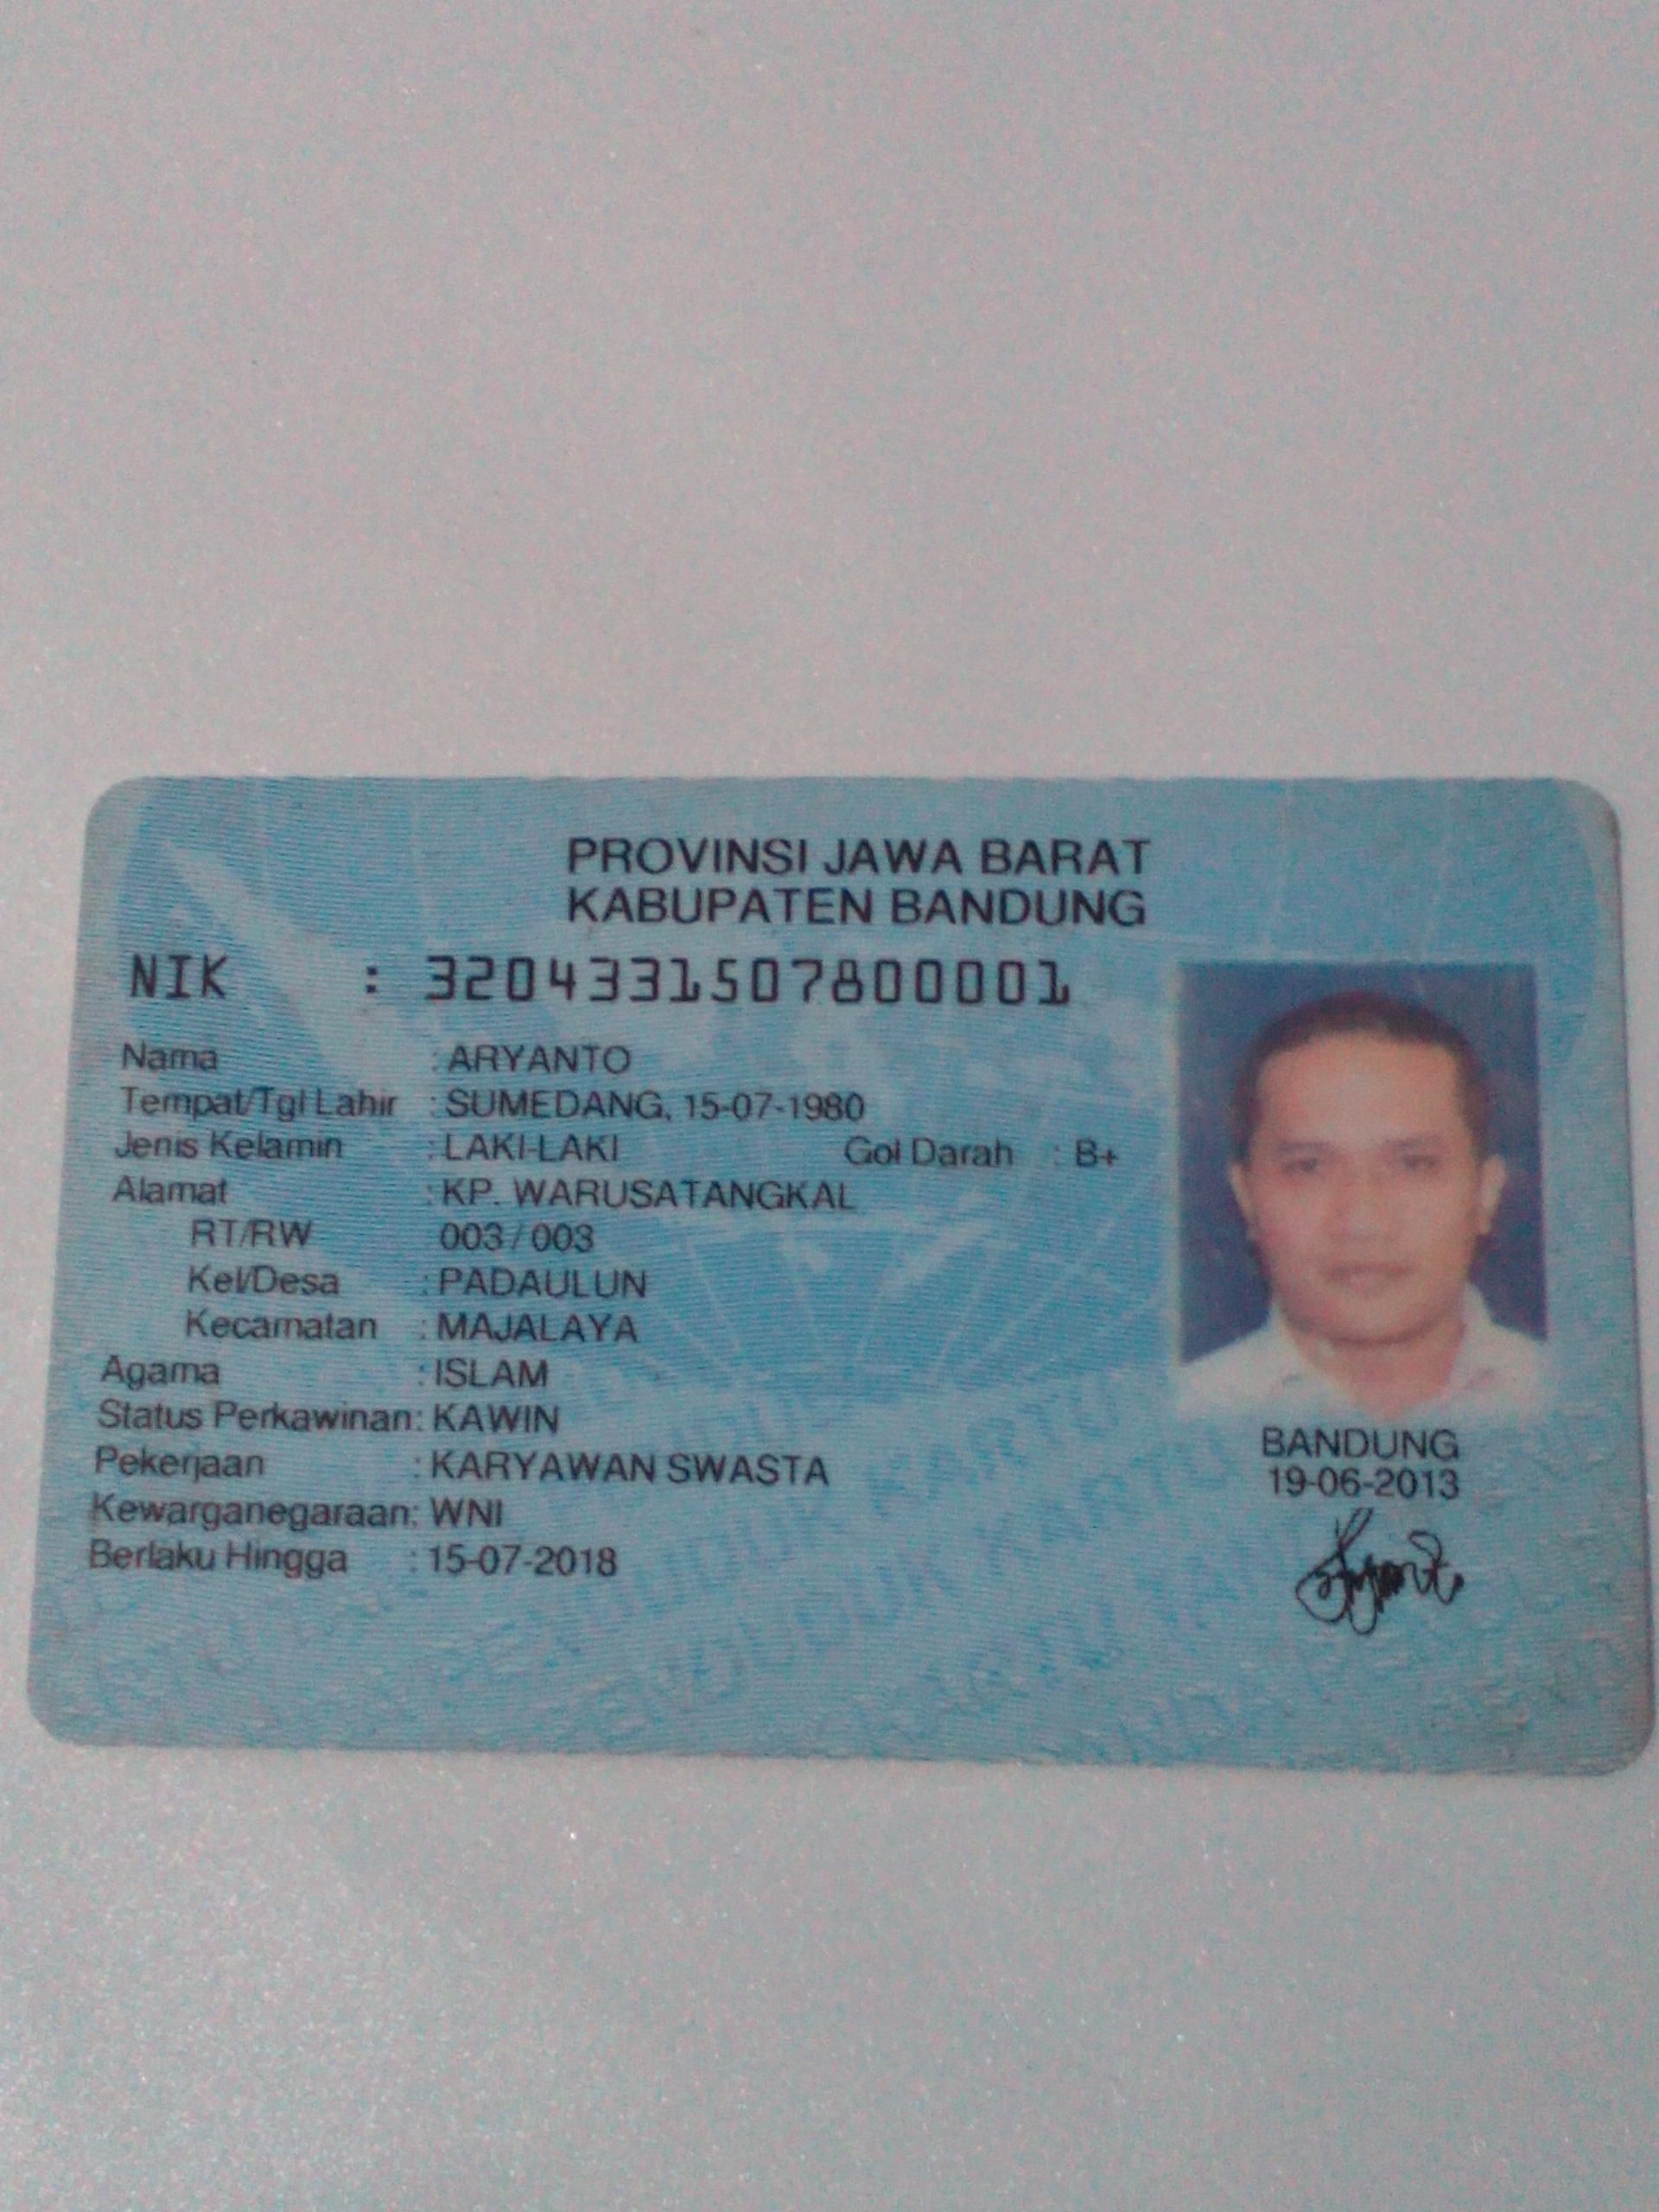 PROVINSI JAWA BARAT
KABUPATEN BANDUNG
NIK : 3204331507800001
Nama : ARYANTO
Tempat/Tgl Lahir : SUMEDANG, 15-07-1980
Jenis Kelamin : LAKI-LAKI Gol Darah : B+
Alamat : KP. WARUSATANGKAL
RT/RW 003 / 003
Kel/Desa : PADAULUN
Kecamatan : MAJALAYA
Agama : ISLAM
Status Perkawinan: KAWIN
Pekerjaan : KARYAWAN SWASTA
Kewarganegaraan: WNI
Berlaku Hingga : 15-07-2018
BANDUNG
19-06-2013